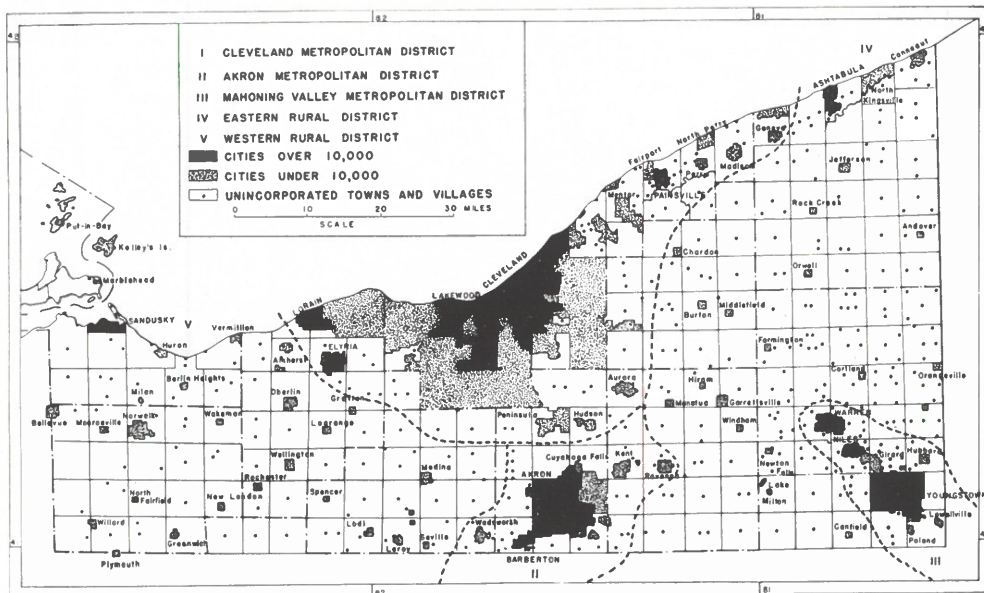 82
81
I CLEVELAND METROPOLITAN DISTRICT
II AKRON METROPOLITAN DISTRICT
III MAHONING VALLEY METROPOLITAN DISTRICT
IV EASTERN RURAL DISTRICT
V WESTERN RURAL DISTRICT
CITIES OVER 10,000
CITIES UNDER 10,000
UNINCORPORATED TOWNS AND VILLAGES
0 10 20 30 MILES
SCALE
IV
Conneaut
ASHTABULA
North
Kingsville
Geneva
North Perry
Fairport
Perry
Madison
Jefferson
Mentor
PAINSVILLE
Rock Creek
Andover
Put-in-Bay
Kelley's Is.
Chardon
Orwell
Marblehead
CLEVELAND
LAKEWOOD
Middlefield
Burton
SANDUSKY
V
Vermilion
Huron
ELYRIA
Amherst
Farmington
Cortland
Orangeville
Berlin Heights
Milan
Oberlin
Grafton
Aurora
Hiram
Mantua
Garrettsville
Bellevue
Norwalk
Wakeman
Lagrange
Peninsula
Hudson
Windham
WARREN
NILES
Girard
Hubbard
Wellington
Rochester
Medina
Cuyahoga Falls
AKRON
Kent
Ravenna
Newton
Falls
Lake
Milton
YOUNGSTOWN
Lowellville
North
Fairfield
New London
Spencer
Willard
Greenwich
Lodi
Leroy
Seville
Wadsworth
Canfield
Poland
Plymouth
BARBERTON
II
III
82
81